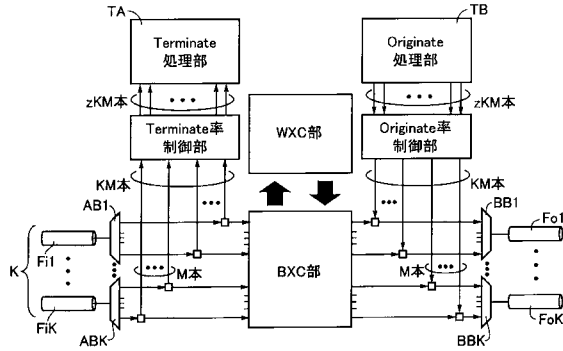 TA
TB
Terminate
処理部
Originate
処理部
•••
•••
zKM本
zKM本
Terminate率
制御部
WXC部
Originate率
制御部
KM本
KM本
AB1
BB1
•••
•••
Fi1
Fo1
K
•••
M本
BXC部
M本
•••
FiK
ABK
BBK
FoK